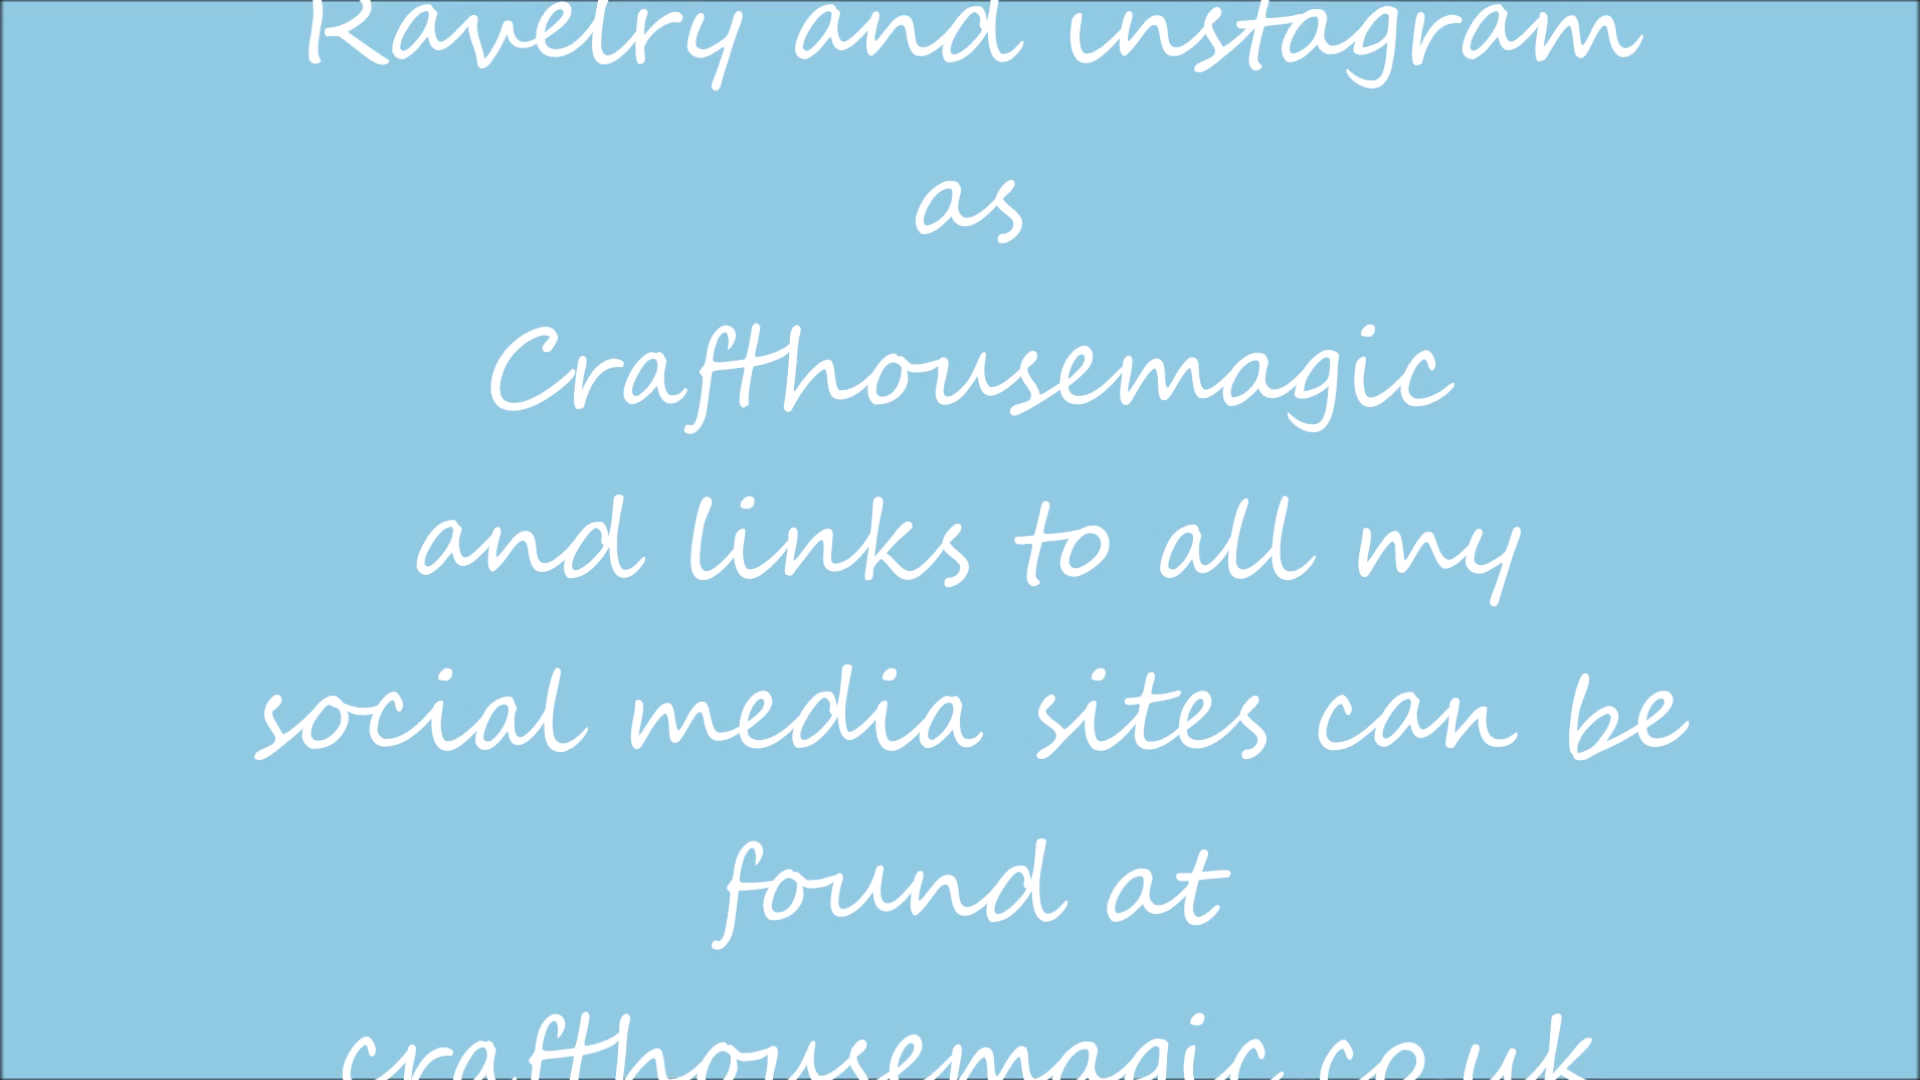 Ravelry and instagram
as
Crafthousemagic
and links to all my
social media sites can be
found at
crafthousemagic.co.uk